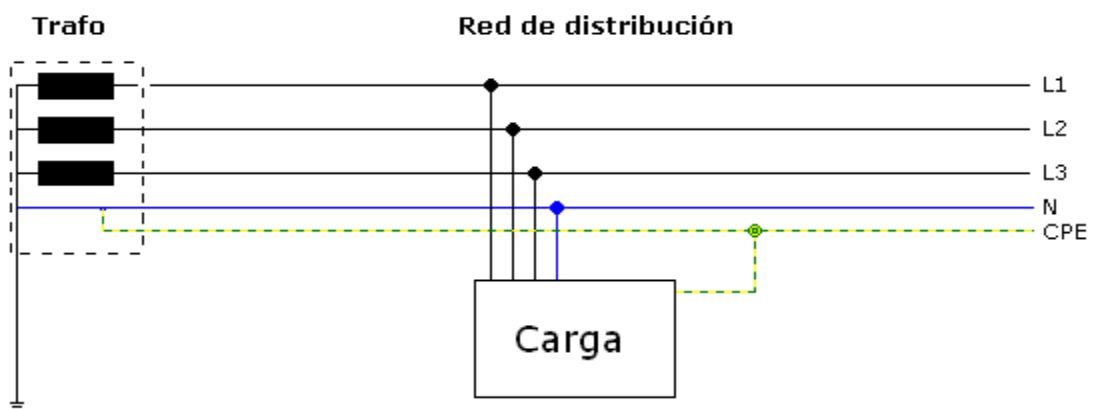 Trafo
Red de distribución
L1
L2
L3
N
CPE
Carga